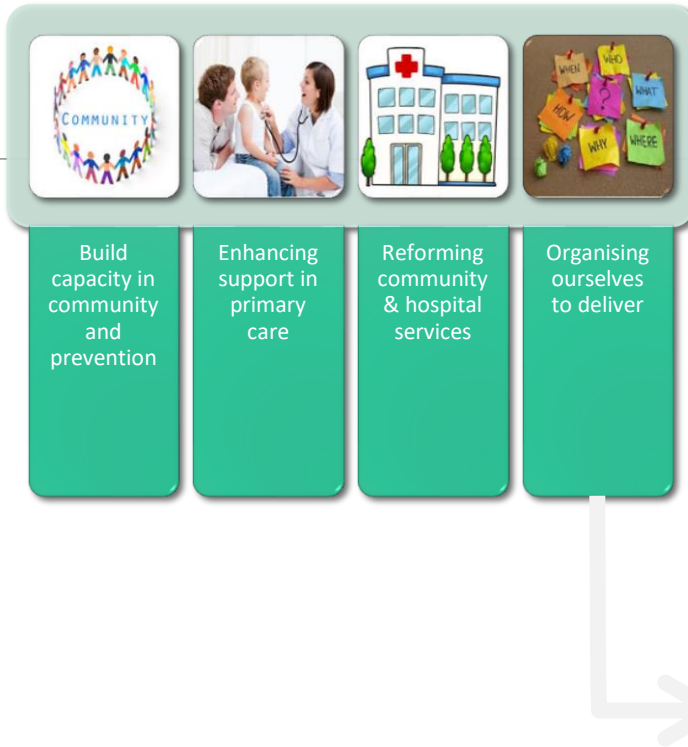 COMMUNITY
WHEN
WHO
WHAT
?
HOW
WHY
WHERE
Build
capacity in
community
and
prevention
Enhancing
support in
primary
care
Reforming
community
& hospital
services
Organising
ourselves
to deliver